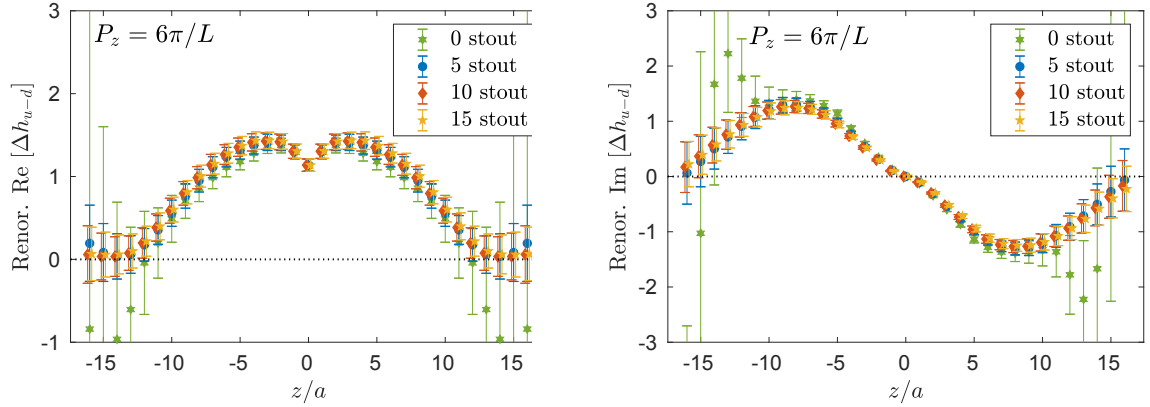 P_z = 6π/L
0 stout
5 stout
10 stout
15 stout
Renor. Re [Δh_{u−d}]
3
2
1
0
-1
-15
-10
-5
0
5
10
15
z/a
P_z = 6π/L
0 stout
5 stout
10 stout
15 stout
Renor. Im [Δh_{u−d}]
3
2
1
0
-1
-2
-3
-15
-10
-5
0
5
10
15
z/a